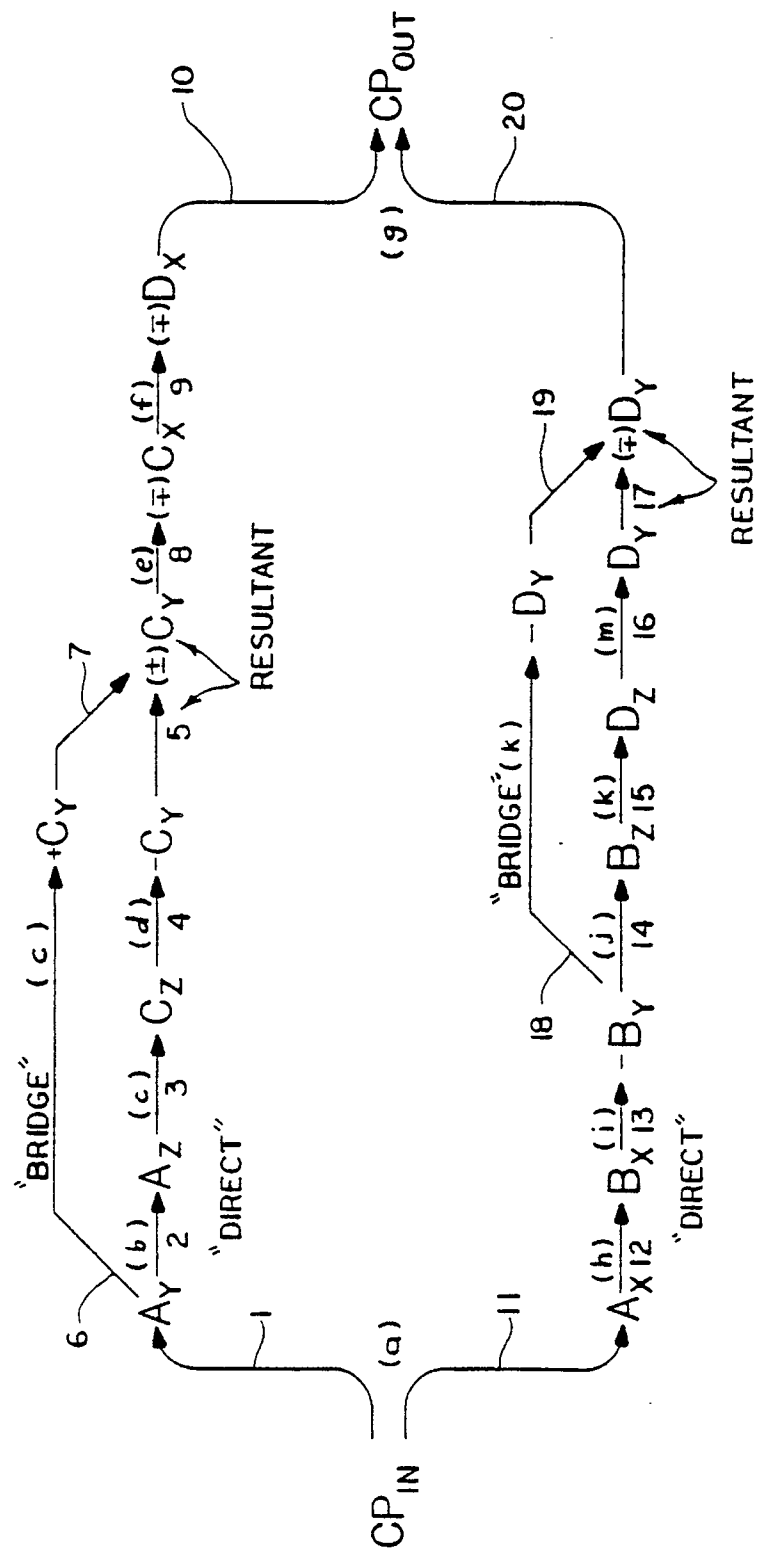 "BRIDGE" (c) +C_Y
6 7
A_Y (b) 2 A_Z (c) 3 C_Z (d) 4 -C_Y 5 (±)C_Y (e) 8 (∓)C_X (f) 9 (∓)D_X
"DIRECT"
RESULTANT
1 10
CP_IN (a) (g) CP_OUT
11 20
"BRIDGE" (k) -D_Y
18 19
A_X (h) 12 B_X (i) 13 -B_Y (j) 14 B_Z (k) 15 D_Z (m) 16 D_Y 17 (∓)D_Y
"DIRECT"
RESULTANT